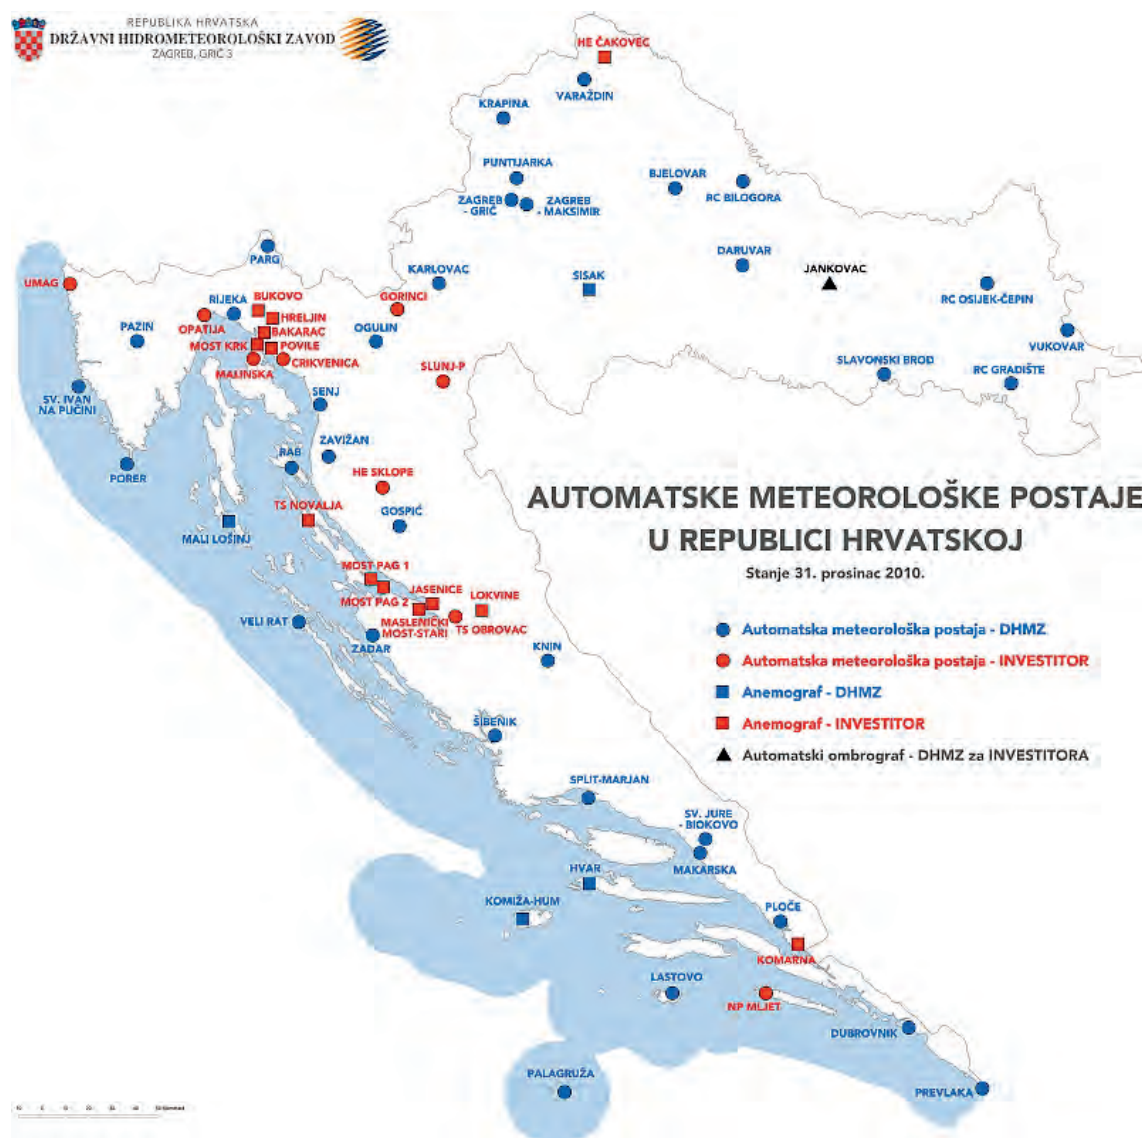 REPUBLIKA HRVATSKA
DRŽAVNI HIDROMETEOROLOŠKI ZAVOD
ZAGREB, GRIČ 3
HE ČAKOVEC
VARAŽDIN
KRAPINA
PUNTIJARKA
BJELOVAR
RC BILOGORA
ZAGREB
- GRIČ
ZAGREB
- MAKSIMIR
PARG
KARLOVAC
SISAK
DARUVAR
JANKOVAC
RC OSIJEK-ČEPIN
UMAG
RIJEKA
BUKOVO
GORINCI
HRELJIN
OPATIJA
BAKARAC
PAZIN
OGULIN
MOST KRK
POVILE
VUKOVAR
MALINSKA
CRIKVENICA
SLUNJ-P
SLAVONSKI BROD
RC GRADIŠTE
SV. IVAN
NA PUČINI
SENJ
ZAVIŽAN
RAB
PORER
HE SKLOPE
TS NOVALJA
GOSPIĆ
MALI LOŠINJ
AUTOMATSKE METEOROLOŠKE POSTAJE
U REPUBLICI HRVATSKOJ
Stanje 31. prosinac 2010.
MOST PAG 1
JASENICE
LOKVINE
MOST PAG 2
MASLENIČKI
MOST-STARI
TS OBROVAC
VELI RAT
ZADAR
KNIN
Automatska meteorološka postaja - DHMZ
Automatska meteorološka postaja - INVESTITOR
Anemograf - DHMZ
Anemograf - INVESTITOR
Automatski ombrograf - DHMZ za INVESTITORA
ŠIBENIK
SPLIT-MARJAN
SV. JURE
- BIOKOVO
MAKARSKA
HVAR
KOMIŽA-HUM
PLOČE
KOMARNA
LASTOVO
NP MLJET
DUBROVNIK
PALAGRUŽA
PREVLAKA